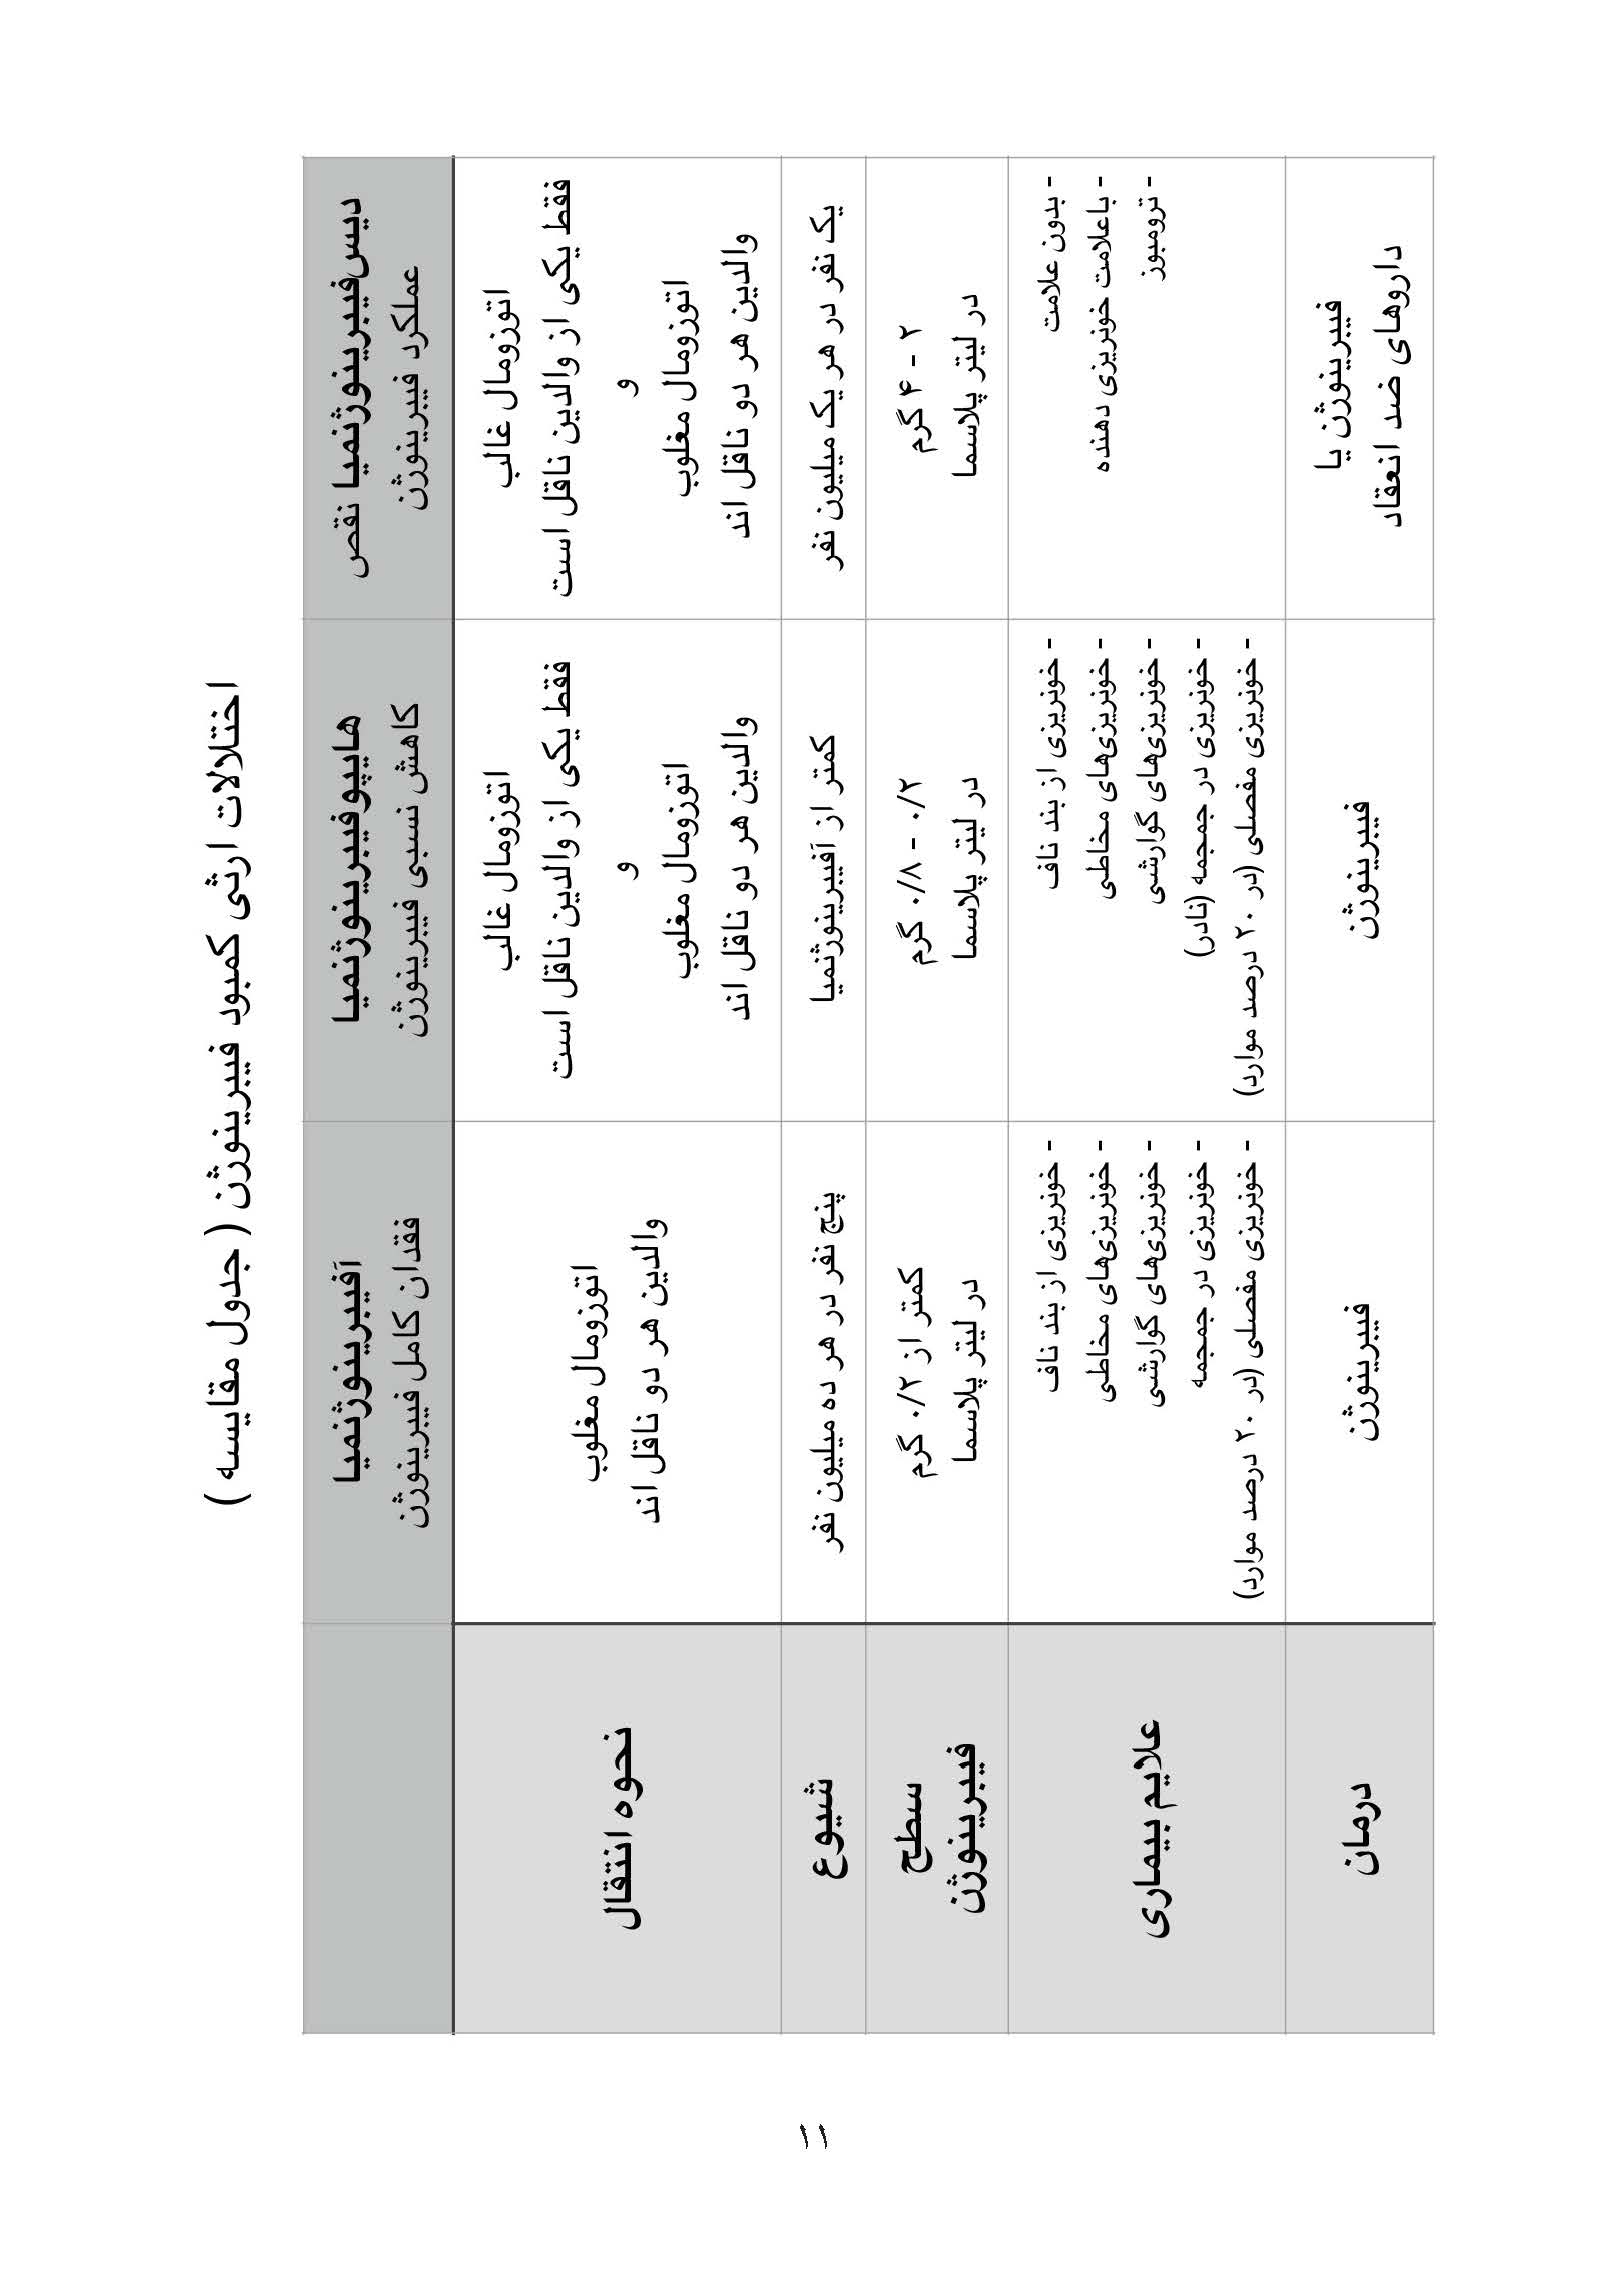 اختلالات ارثی کمبود فیبرینوژن ( جدول مقایسه )
آفیبرینوژنمیا
فقدان کامل فیبرینوژن
هایپوفیبرینوژنمیا
کاهش نسبی فیبرینوژن
دیس‌فیبرینوژنمیا نقص
عملکرد فیبرینوژن
نحوه انتقال
اتوزومال مغلوب
والدین هر دو ناقل اند
اتوزومال غالب
فقط یکی از والدین ناقل است
و
اتوزومال مغلوب
والدین هر دو ناقل اند
اتوزومال غالب
فقط یکی از والدین ناقل است
و
اتوزومال مغلوب
والدین هر دو ناقل اند
شیوع
پنج نفر در هر ده میلیون نفر
کمتر از آفیبرینوژنمیا
یک نفر در هر یک میلیون نفر
سطح
فیبرینوژن
کمتر از ۰/۲ گرم
در لیتر پلاسما
۰/۲ - ۰/۸ گرم
در لیتر پلاسما
۲ - ۴ گرم
در لیتر پلاسما
علایم بیماری
- خونریزی از بند ناف
- خونریزی‌های مخاطی
- خونریزی‌های گوارشی
- خونریزی در جمجمه
- خونریزی مفصلی (در ۲۰ درصد موارد)
- خونریزی از بند ناف
- خونریزی‌های مخاطی
- خونریزی‌های گوارشی
- خونریزی در جمجمه (نادر)
- خونریزی مفصلی (در ۲۰ درصد موارد)
- بدون علامت
- باعلامت خونریزی دهنده
- ترومبوز
درمان
فیبرینوژن
فیبرینوژن
فیبرینوژن یا
داروهای ضد انعقاد
۱۱